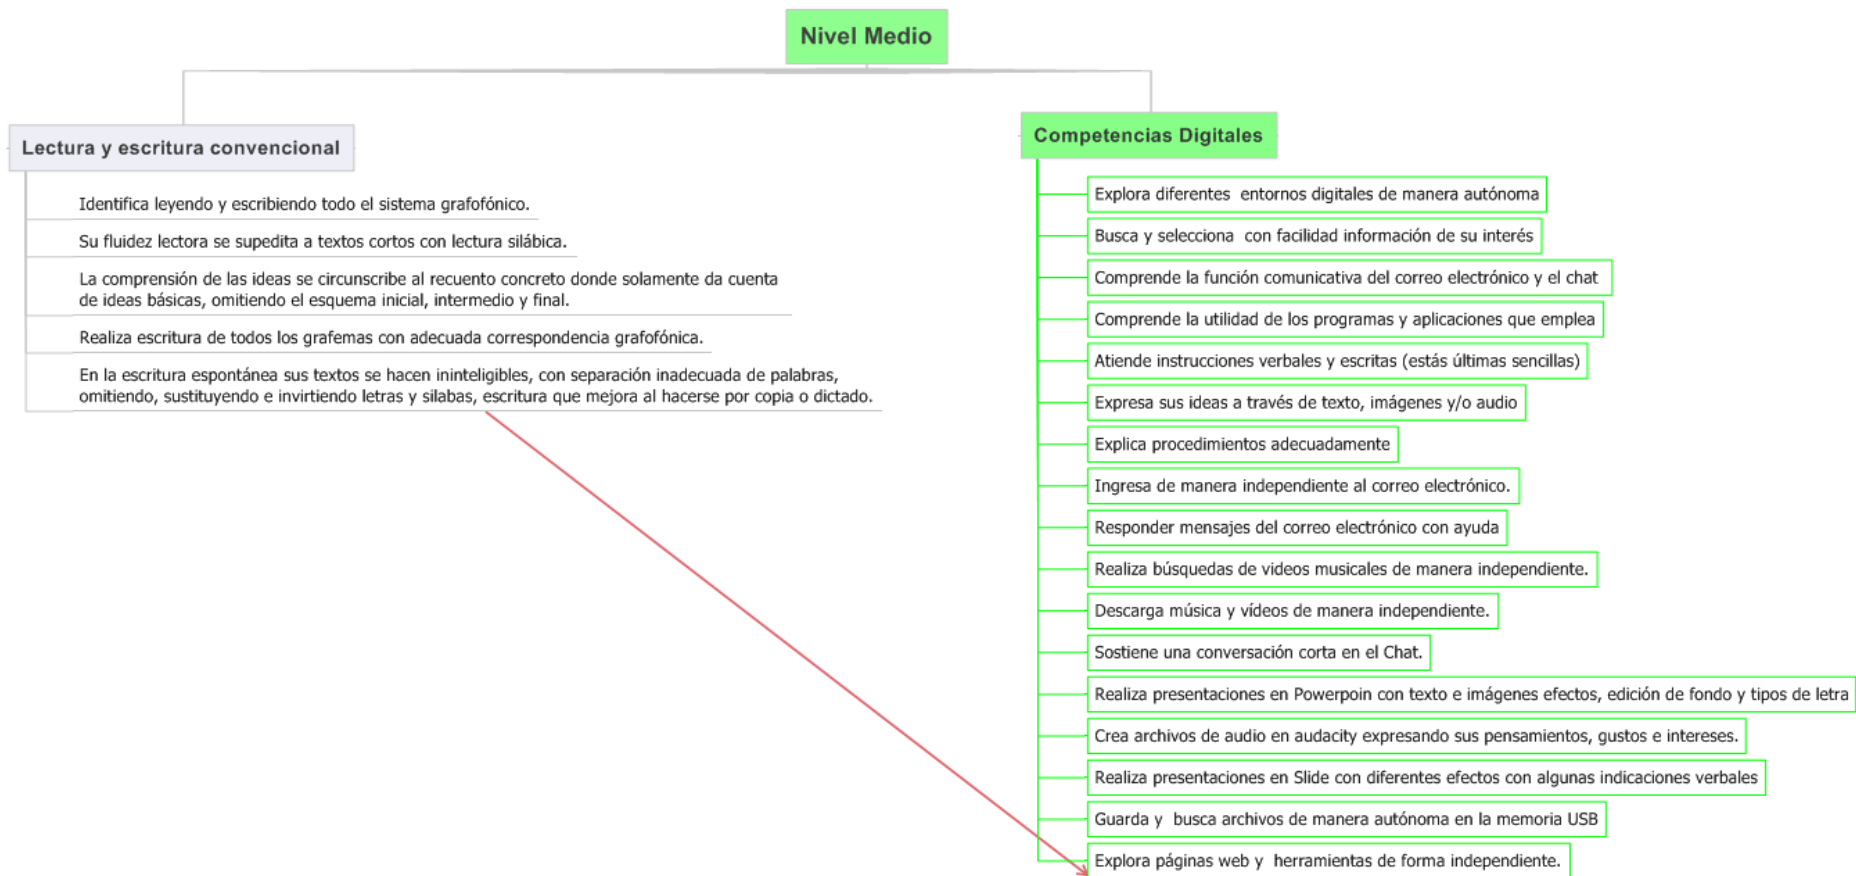 Nivel Medio
Lectura y escritura convencional
Identifica leyendo y escribiendo todo el sistema grafofónico.
Su fluidez lectora se supedita a textos cortos con lectura silábica.
La comprensión de las ideas se circunscribe al recuento concreto donde solamente da cuenta
de ideas básicas, omitiendo el esquema inicial, intermedio y final.
Realiza escritura de todos los grafemas con adecuada correspondencia grafofónica.
En la escritura espontánea sus textos se hacen ininteligibles, con separación inadecuada de palabras,
omitiendo, sustituyendo e invirtiendo letras y silabas, escritura que mejora al hacerse por copia o dictado.
Competencias Digitales
Explora diferentes entornos digitales de manera autónoma
Busca y selecciona con facilidad información de su interés
Comprende la función comunicativa del correo electrónico y el chat
Comprende la utilidad de los programas y aplicaciones que emplea
Atiende instrucciones verbales y escritas (estás últimas sencillas)
Expresa sus ideas a través de texto, imágenes y/o audio
Explica procedimientos adecuadamente
Ingresa de manera independiente al correo electrónico.
Responder mensajes del correo electrónico con ayuda
Realiza búsquedas de videos musicales de manera independiente.
Descarga música y vídeos de manera independiente.
Sostiene una conversación corta en el Chat.
Realiza presentaciones en Powerpoin con texto e imágenes efectos, edición de fondo y tipos de letra
Crea archivos de audio en audacity expresando sus pensamientos, gustos e intereses.
Realiza presentaciones en Slide con diferentes efectos con algunas indicaciones verbales
Guarda y busca archivos de manera autónoma en la memoria USB
Explora páginas web y herramientas de forma independiente.